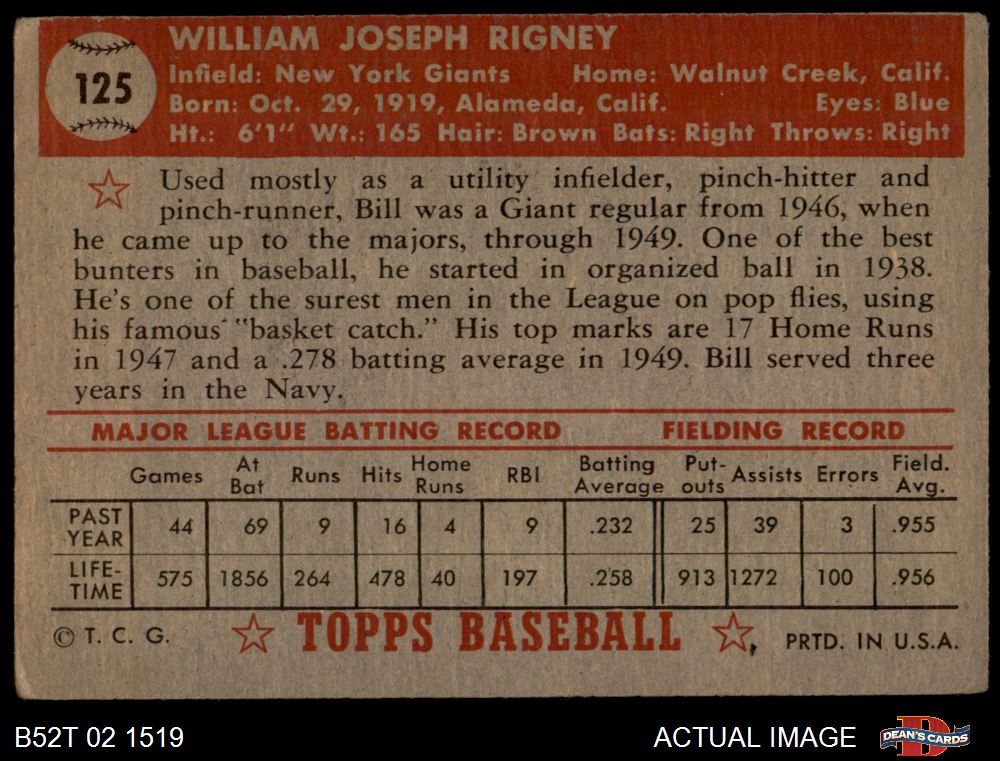 125
WILLIAM JOSEPH RIGNEY
Infield: New York Giants Home: Walnut Creek, Calif.
Born: Oct. 29, 1919, Alameda, Calif. Eyes: Blue
Ht.: 6'1" Wt.: 165 Hair: Brown Bats: Right Throws: Right
Used mostly as a utility infielder, pinch-hitter and
pinch-runner, Bill was a Giant regular from 1946, when
he came up to the majors, through 1949. One of the best
bunters in baseball, he started in organized ball in 1938.
He's one of the surest men in the League on pop flies, using
his famous "basket catch." His top marks are 17 Home Runs
in 1947 and a .278 batting average in 1949. Bill served three
years in the Navy.
MAJOR LEAGUE BATTING RECORD FIELDING RECORD
Games At Bat Runs Hits Home Runs RBI Batting Average Put-outs Assists Errors Field. Avg.
PAST YEAR 44 69 9 16 4 9 .232 25 39 3 .955
LIFE-TIME 575 1856 264 478 40 197 .258 913 1272 100 .956
© T. C. G. TOPPS BASEBALL PRTD. IN U.S.A.
B52T 02 1519 ACTUAL IMAGE D DEAN'S CARDS